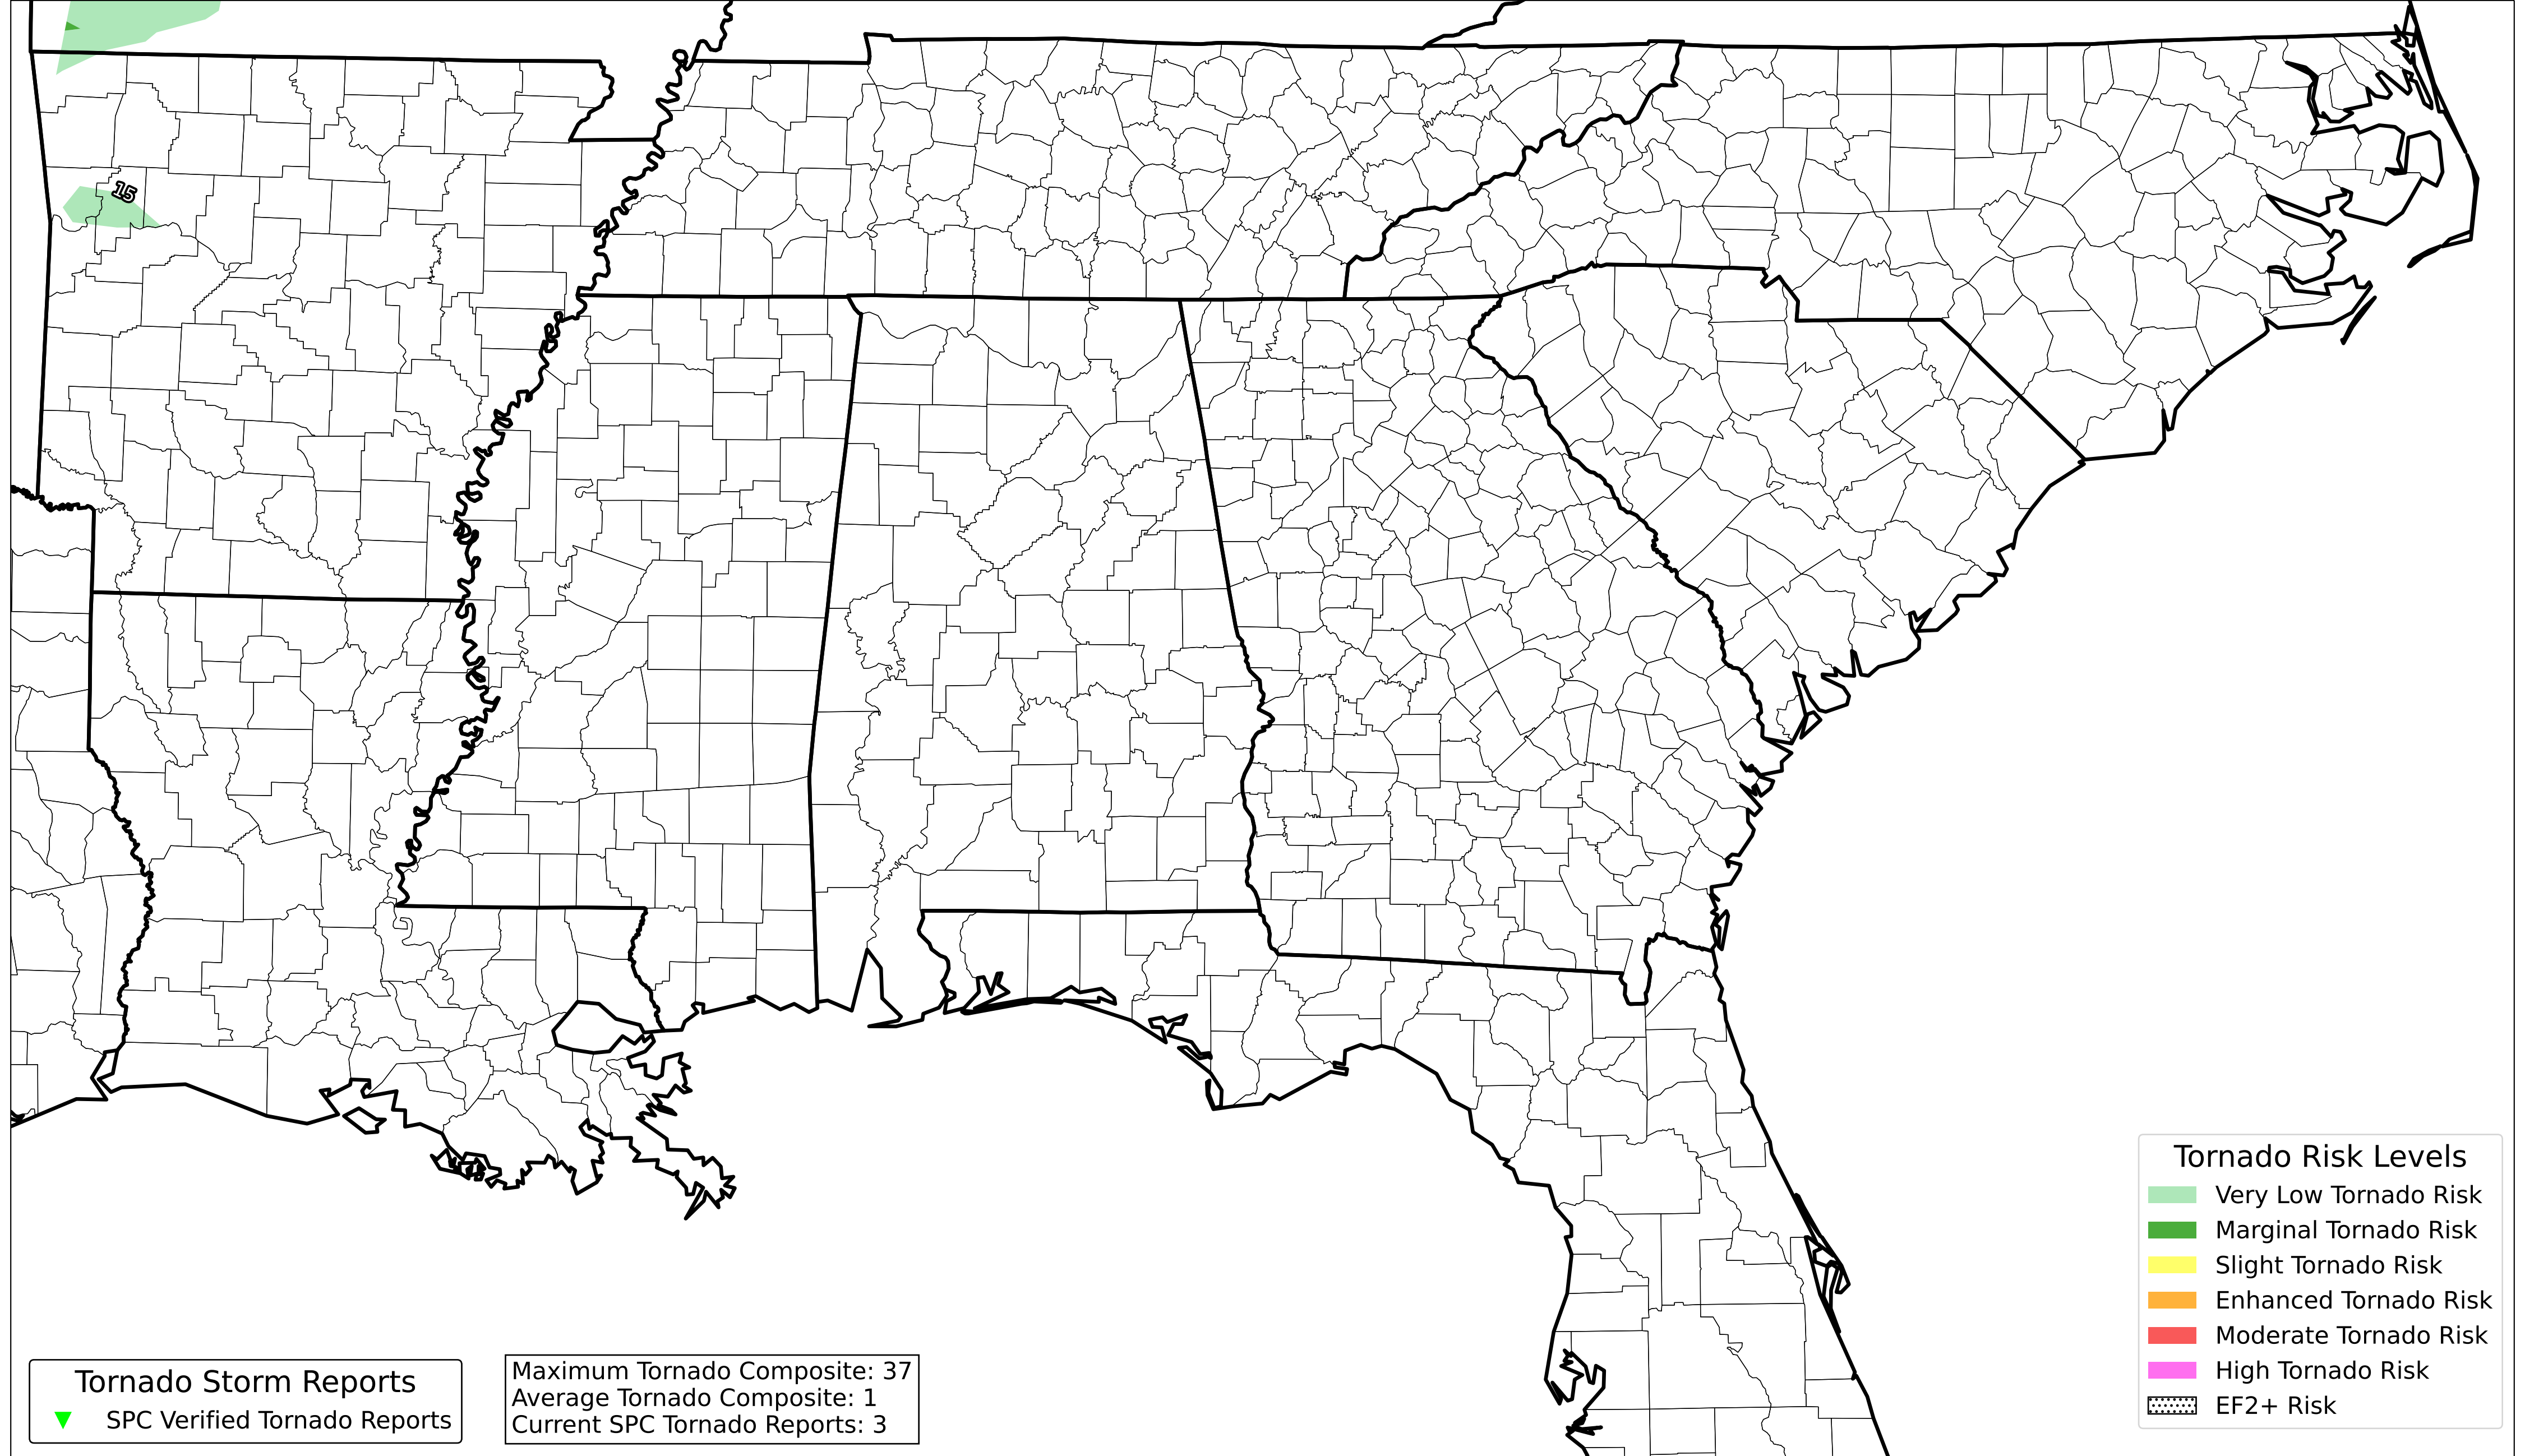 15
Tornado Storm Reports
SPC Verified Tornado Reports
Maximum Tornado Composite: 37
Average Tornado Composite: 1
Current SPC Tornado Reports: 3
Tornado Risk Levels
Very Low Tornado Risk
Marginal Tornado Risk
Slight Tornado Risk
Enhanced Tornado Risk
Moderate Tornado Risk
High Tornado Risk
EF2+ Risk